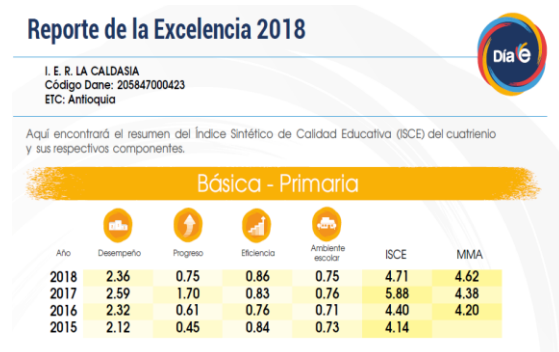 Reporte de la Excelencia 2018
Día é
I. E. R. LA CALDASIA
Código Dane: 205847000423
ETC: Antioquia
Aquí encontrará el resumen del Índice Sintético de Calidad Educativa (ISCE) del cuatrienio
y sus respectivos componentes.
Básica - Primaria
Año Desempeño Progreso Eficiencia Ambiente escolar ISCE MMA
2018 2.36 0.75 0.86 0.75 4.71 4.62
2017 2.59 1.70 0.83 0.76 5.88 4.38
2016 2.32 0.61 0.76 0.71 4.40 4.20
2015 2.12 0.45 0.84 0.73 4.14